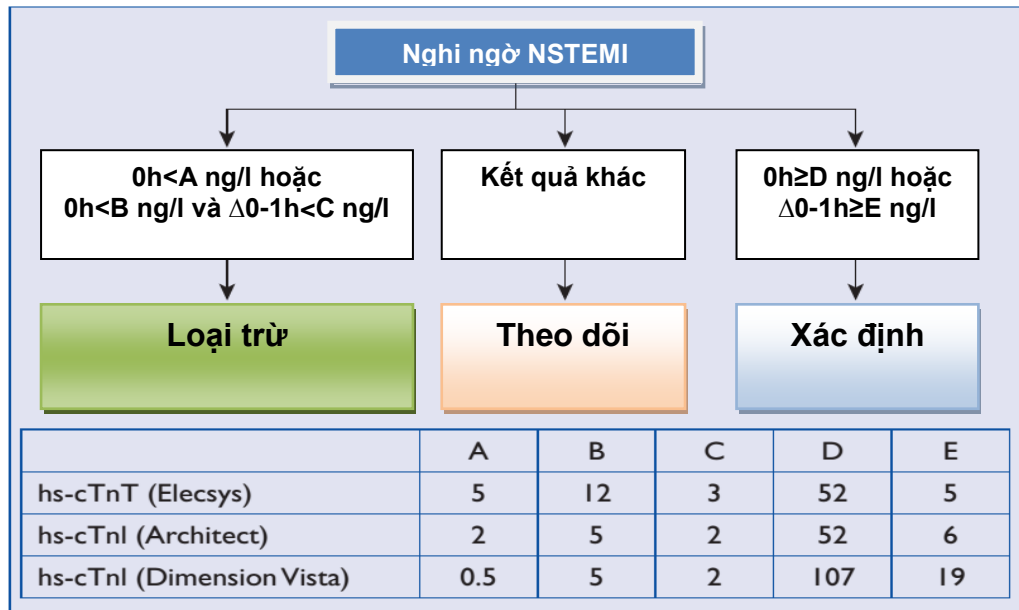 Nghi ngờ NSTEMI
0h<A ng/l hoặc
0h<B ng/l và ∆0-1h<C ng/l
Kết quả khác
0h≥D ng/l hoặc
∆0-1h≥E ng/l
Loại trừ
Theo dõi
Xác định
A B C D E
hs-cTnT (Elecsys) 5 12 3 52 5
hs-cTnI (Architect) 2 5 2 52 6
hs-cTnI (Dimension Vista) 0.5 5 2 107 19